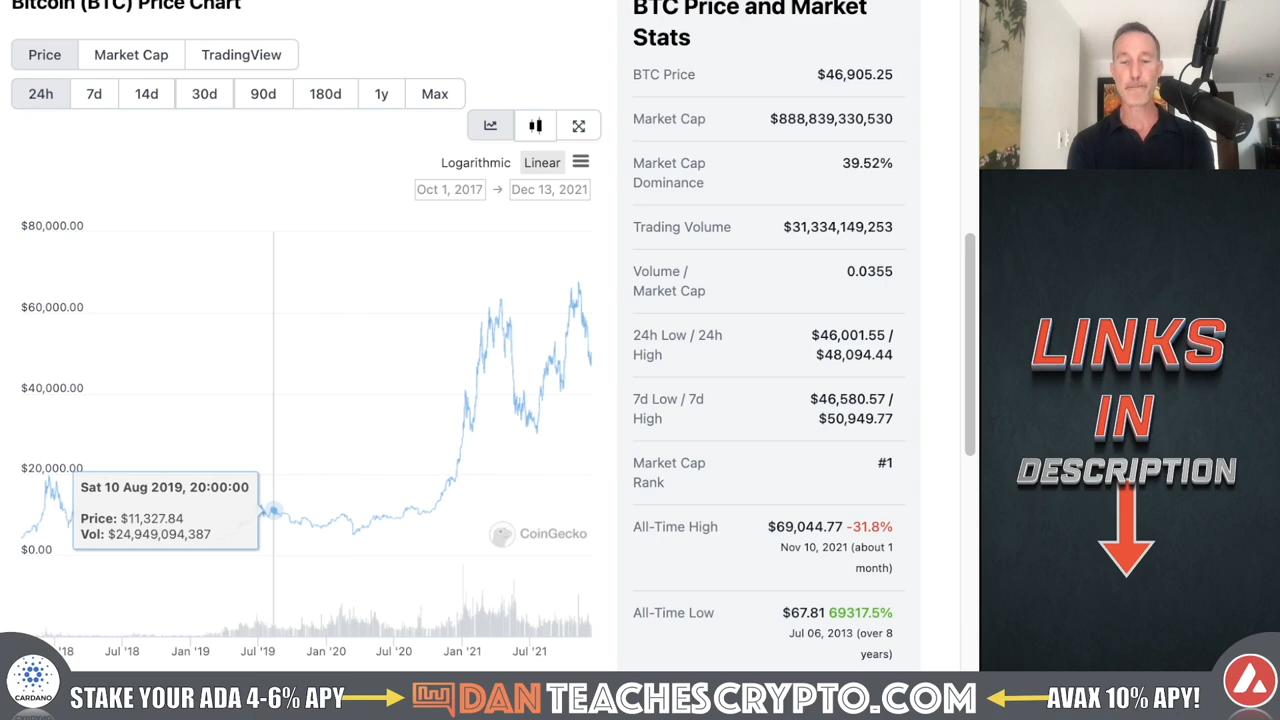 Bitcoin (BTC) Price Chart
Price
Market Cap
TradingView
24h
7d
14d
30d
90d
180d
1y
Max
Logarithmic
Linear
Oct 1, 2017 → Dec 13, 2021
$80,000.00
$60,000.00
$40,000.00
$20,000.00
$0.00
Sat 10 Aug 2019, 20:00:00
Price: $11,327.84
Vol: $24,949,094,387
CoinGecko
'18
Jul '18
Jan '19
Jul '19
Jan '20
Jul '20
Jan '21
Jul '21
BTC Price and Market
Stats
BTC Price $46,905.25
Market Cap $888,839,330,530
Market Cap
Dominance
39.52%
Trading Volume $31,334,149,253
Volume /
Market Cap
0.0355
24h Low / 24h
High
$46,001.55 /
$48,094.44
7d Low / 7d
High
$46,580.57 /
$50,949.77
Market Cap
Rank
#1
All-Time High $69,044.77 -31.8%
Nov 10, 2021 (about 1
month)
All-Time Low $67.81 69317.5%
Jul 06, 2013 (over 8
years)
LINKS
IN
DESCRIPTION
CARDANO
STAKE YOUR ADA 4-6% APY
DANTEACHESCRYPTO.COM
AVAX 10% APY!